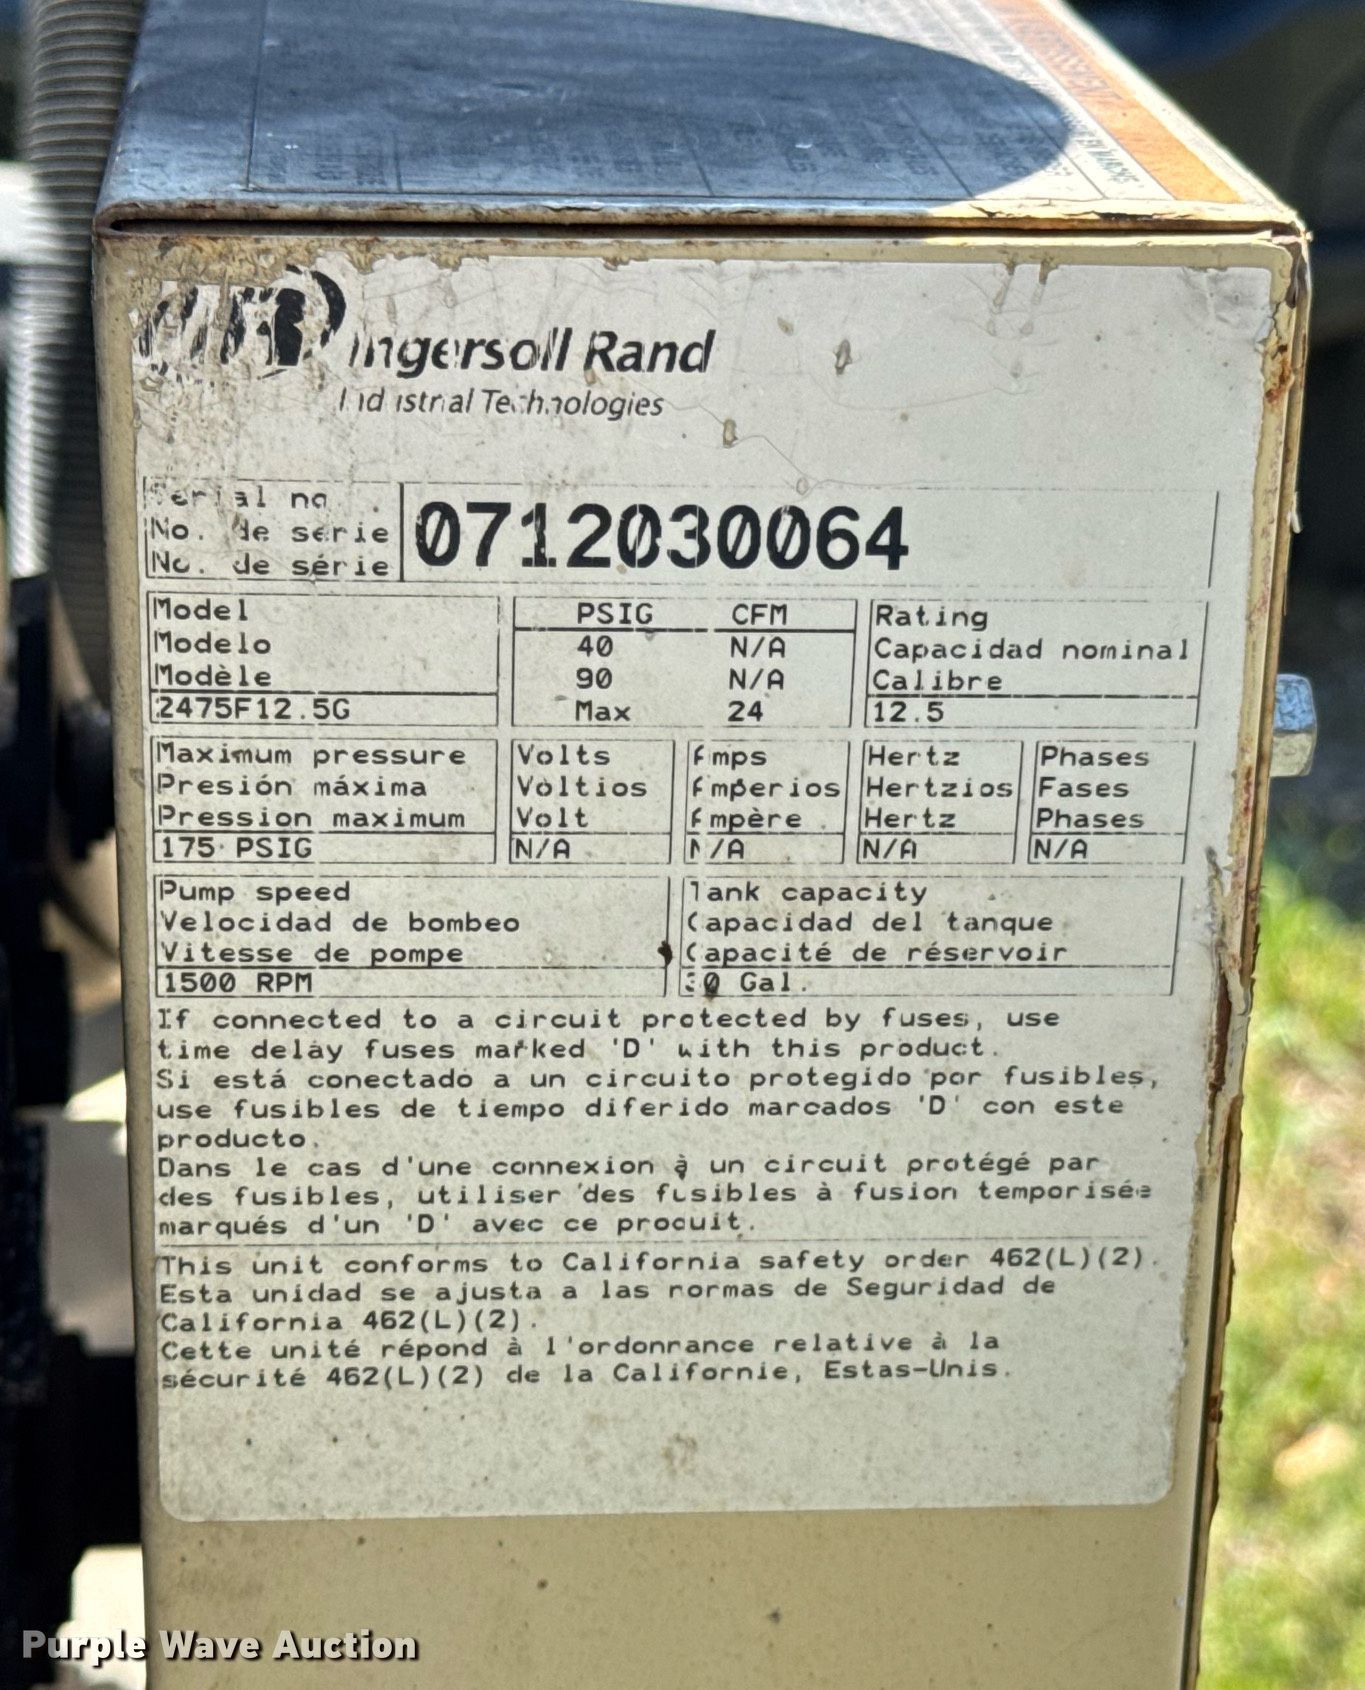 Ingersoll Rand
Industrial Technologies
Serial no.
No. de serie
No. de série
0712030064
Model
Modelo
Modèle
2475F12.5G
PSIG CFM
40 N/A
90 N/A
Max 24
Rating
Capacidad nominal
Calibre
12.5
Maximum pressure
Presión máxima
Pression maximum
175 PSIG
Volts
Voltios
Volt
N/A
Amps
Amperios
Ampère
N/A
Hertz
Hertzios
Hertz
N/A
Phases
Fases
Phases
N/A
Pump speed
Velocidad de bombeo
Vitesse de pompe
1500 RPM
Tank capacity
Capacidad del tanque
Capacité de réservoir
30 Gal.
If connected to a circuit protected by fuses, use
time delay fuses marked 'D' with this product.
Si está conectado a un circuito protegido por fusibles,
use fusibles de tiempo diferido marcados 'D' con este
producto.
Dans le cas d'une connexion à un circuit protégé par
des fusibles, utiliser des fusibles à fusion temporisée
marqués d'un 'D' avec ce produit.
This unit conforms to California safety order 462(L)(2).
Esta unidad se ajusta a las normas de Seguridad de
California 462(L)(2).
Cette unité répond à l'ordonnance relative à la
sécurité 462(L)(2) de la Californie, Estas-Unis.
Purple Wave Auction